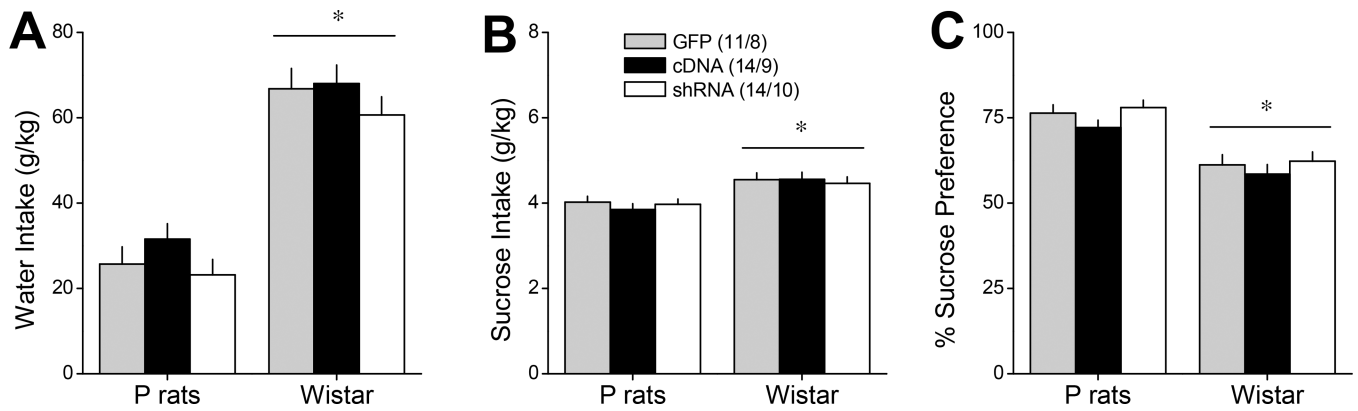 A
Water Intake (g/kg)
80
60
40
20
0
*
P rats
Wistar
B
Sucrose Intake (g/kg)
8
6
4
2
0
GFP (11/8)
cDNA (14/9)
shRNA (14/10)
*
P rats
Wistar
C
% Sucrose Preference
100
75
50
25
0
*
P rats
Wistar